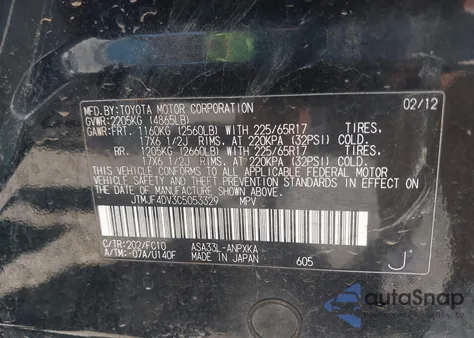 MFD. BY: TOYOTA MOTOR CORPORATION 02/12
GVWR: 2205KG (4865LB)
GAWR: FRT. 1160KG (2560LB) WITH 225/65R17 TIRES,
17X6 1/2J RIMS, AT 220KPA (32PSI) COLD
RR. 1205KG (2660LB) WITH 225/65R17 TIRES,
17X6 1/2J RIMS, AT 220KPA (32PSI) COLD
THIS VEHICLE CONFORMS TO ALL APPLICABLE FEDERAL
MOTOR VEHICLE SAFETY AND THEFT PREVENTION
STANDARDS IN EFFECT ON THE DATE OF MANUFACTURE
SHOWN ABOVE.
JTMJF4DV3C5053329 MPV
C/TR: 202/FC10 ASA33L-ANPXKA
A/TM: -07A/U140F MADE IN JAPAN 605 J
autoSnap